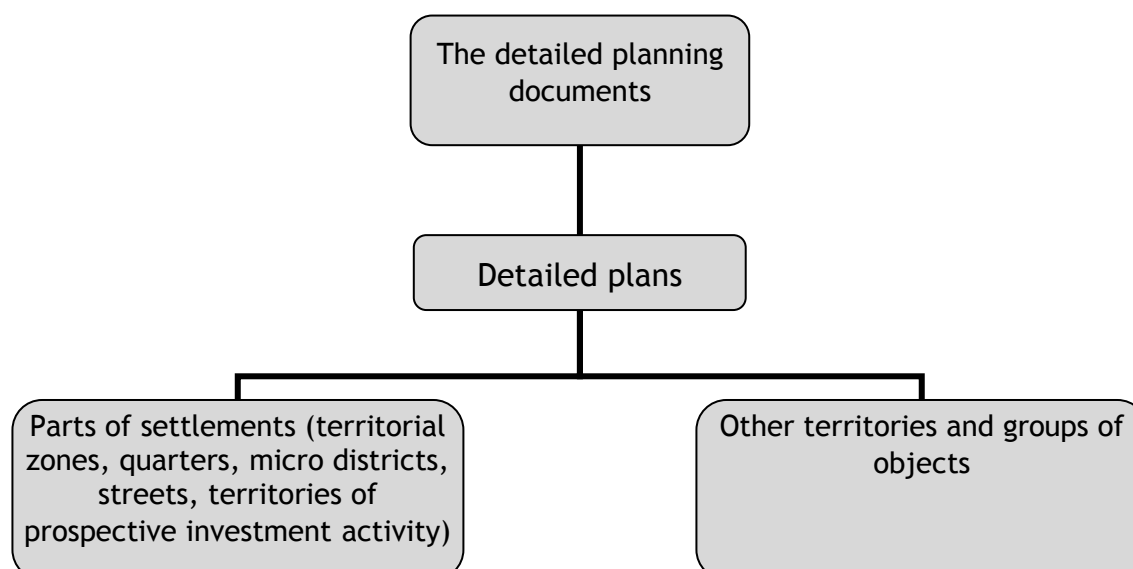 The detailed planning
documents
Detailed plans
Parts of settlements (territorial
zones, quarters, micro districts,
streets, territories of
prospective investment activity)
Other territories and groups of
objects